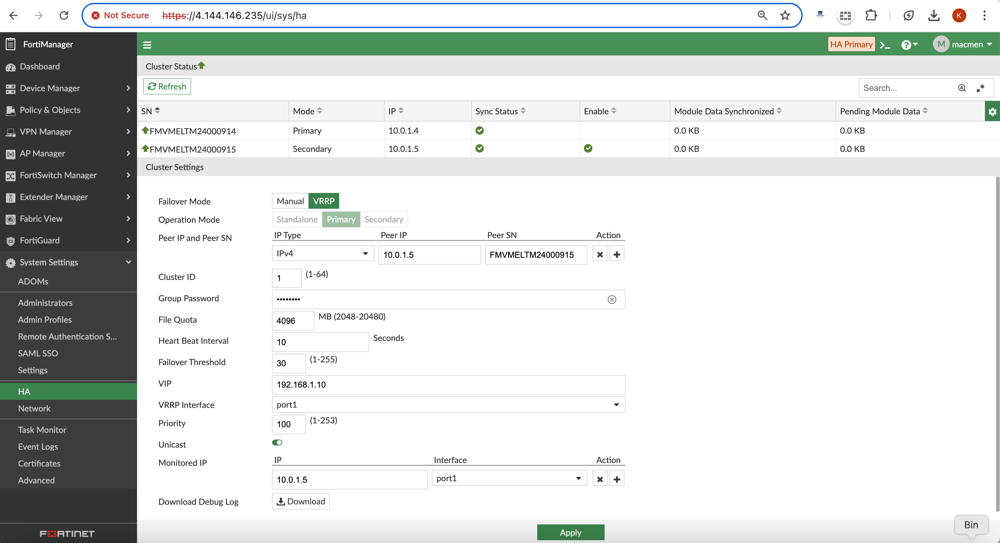 Not Secure https://4.144.146.235/ui/sys/ha K
FortiManager HA Primary M macmen
Dashboard
Device Manager
Policy & Objects
VPN Manager
AP Manager
FortiSwitch Manager
Extender Manager
Fabric View
FortiGuard
System Settings
ADOMs
Administrators
Admin Profiles
Remote Authentication S...
SAML SSO
Settings
HA
Network
Task Monitor
Event Logs
Certificates
Advanced
FORTINET
Cluster Status
Refresh Search...
SN Mode IP Sync Status Enable Module Data Synchronized Pending Module Data
FMVMELTM24000914 Primary 10.0.1.4 0.0 KB 0.0 KB
FMVMELTM24000915 Secondary 10.0.1.5 0.0 KB 0.0 KB
Cluster Settings
Failover Mode Manual VRRP
Operation Mode Standalone Primary Secondary
Peer IP and Peer SN IP Type Peer IP Peer SN Action
IPv4 10.0.1.5 FMVMELTM24000915
Cluster ID 1 (1-64)
Group Password ••••••••
File Quota 4096 MB (2048-20480)
Heart Beat Interval 10 Seconds
Failover Threshold 30 (1-255)
VIP 192.168.1.10
VRRP Interface port1
Priority 100 (1-253)
Unicast
Monitored IP IP Interface Action
10.0.1.5 port1
Download Debug Log Download
Apply
Bin